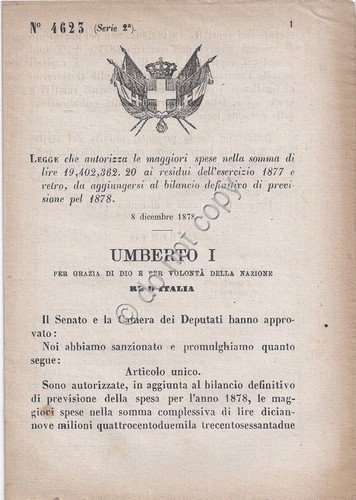 N° 4623 (Serie 2ª). 1
LEGGE che autorizza le maggiori spese nella somma di
lire 19,402,362. 20 ai residui dell'esercizio 1877 e
retro, da aggiungersi al bilancio definitivo di previ-
sione pel 1878.
8 dicembre 1878
UMBERTO I
PER GRAZIA DI DIO E PER VOLONTÀ DELLA NAZIONE
RE D'ITALIA
Il Senato e la Camera dei Deputati hanno appro-
vato:
Noi abbiamo sanzionato e promulghiamo quanto
segue:
Articolo unico.
Sono autorizzate, in aggiunta al bilancio definitivo
di previsione della spesa per l'anno 1878, le mag-
giori spese nella somma complessiva di lire dician-
nove milioni quattrocentoduemila trecentosessantadue
© do not copy